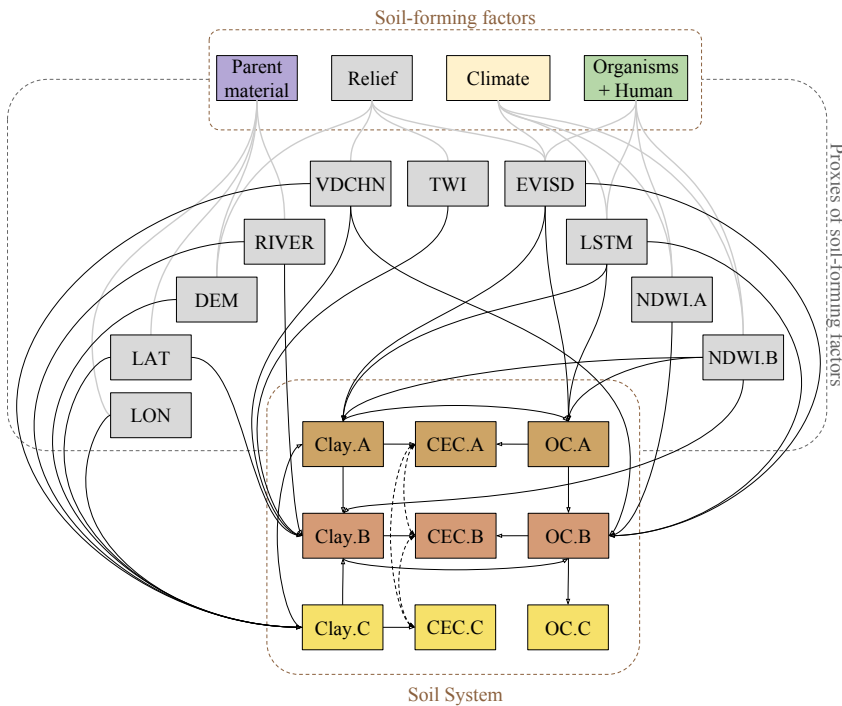 Soil-forming factors
Parent
material
Relief
Climate
Organisms
+ Human
VDCHN
TWI
EVISD
RIVER
LSTM
DEM
NDWI.A
LAT
NDWI.B
LON
Proxies of soil-forming factors
Clay.A
CEC.A
OC.A
Clay.B
CEC.B
OC.B
Clay.C
CEC.C
OC.C
Soil System